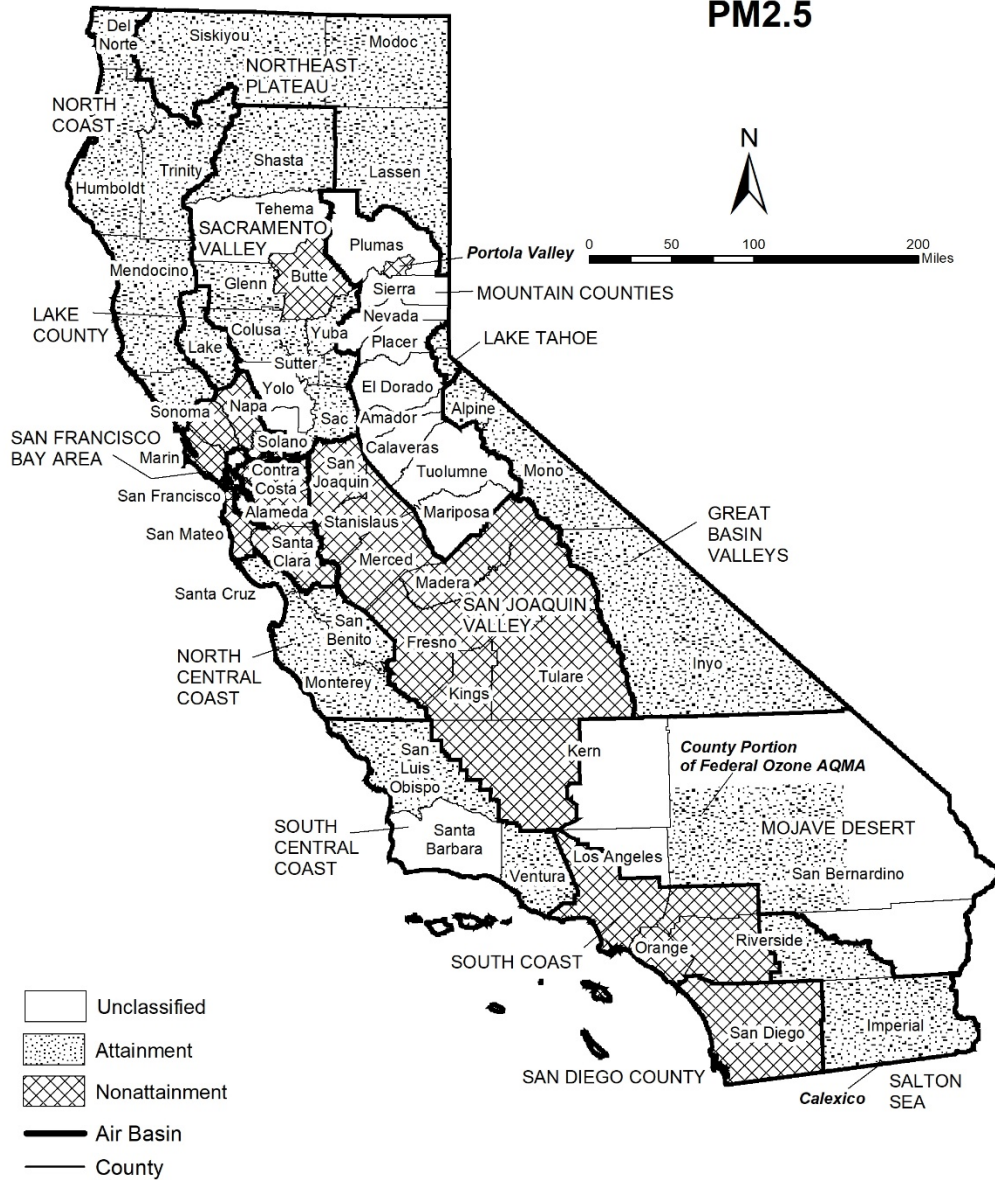 PM2.5
Del
Norte
Siskiyou
Modoc
NORTHEAST
PLATEAU
NORTH
COAST
N
Shasta
Trinity
Lassen
Humboldt
Tehema
SACRAMENTO
VALLEY
Plumas
Portola Valley
0 50 100 200
Miles
Mendocino
Butte
Glenn
Sierra
MOUNTAIN COUNTIES
LAKE
COUNTY
Nevada
Colusa
Yuba
LAKE TAHOE
Lake
Placer
Sutter
Yolo
El Dorado
Sonoma
Napa
Sac
Amador
Alpine
SAN FRANCISCO
BAY AREA
Solano
Calaveras
Marin
Contra
Costa
San
Joaquin
Tuolumne
Mono
San Francisco
Alameda
Stanislaus
Mariposa
GREAT
BASIN
VALLEYS
San Mateo
Santa
Clara
Merced
Madera
Santa Cruz
SAN JOAQUIN
VALLEY
San
Benito
Fresno
NORTH
CENTRAL
COAST
Monterey
Kings
Tulare
Inyo
San
Luis
Obispo
Kern
County Portion
of Federal Ozone AQMA
SOUTH
CENTRAL
COAST
Santa
Barbara
MOJAVE DESERT
Los Angeles
Ventura
San Bernardino
Orange
Riverside
SOUTH COAST
Unclassified
Attainment
Nonattainment
Air Basin
County
San Diego
Imperial
SAN DIEGO COUNTY
Calexico
SALTON
SEA